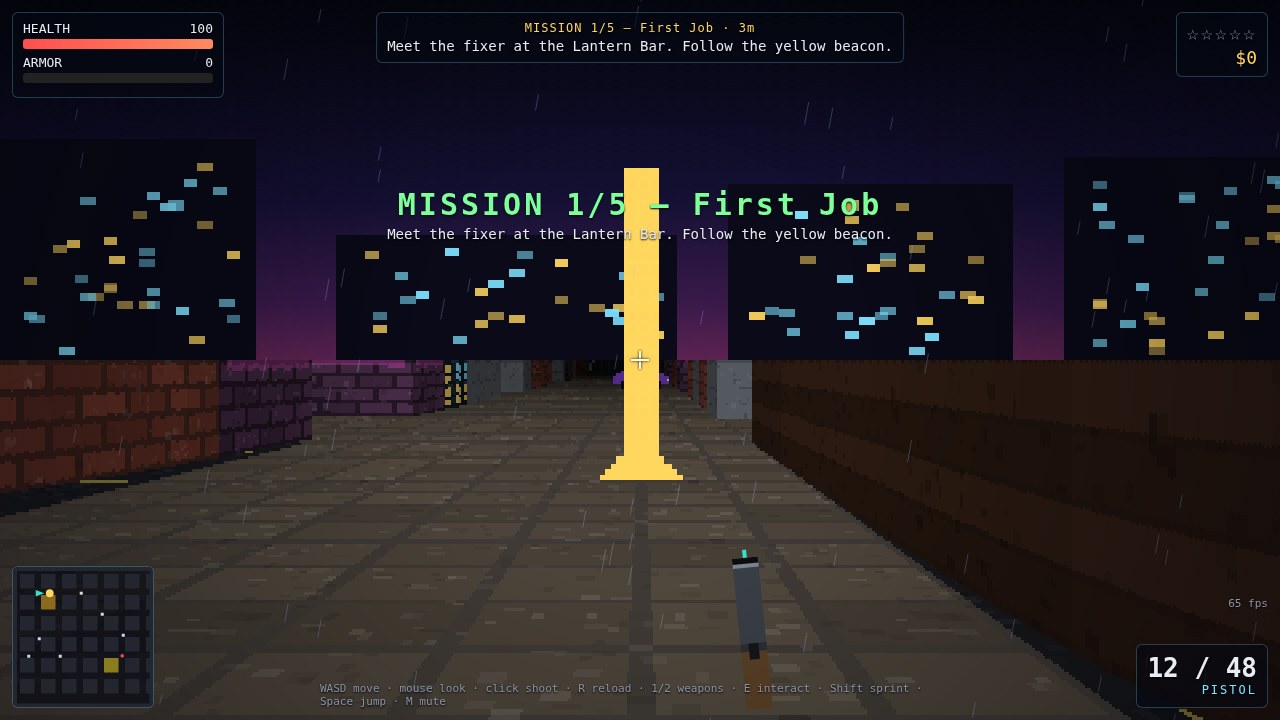 HEALTH 100
ARMOR 0
MISSION 1/5 — First Job · 3m
Meet the fixer at the Lantern Bar. Follow the yellow beacon.
☆☆☆☆☆
$0
MISSION 1/5 — First Job
Meet the fixer at the Lantern Bar. Follow the yellow beacon.
65 fps
12 / 48
PISTOL
WASD move · mouse look · click shoot · R reload · 1/2 weapons · E interact · Shift sprint ·
Space jump · M mute